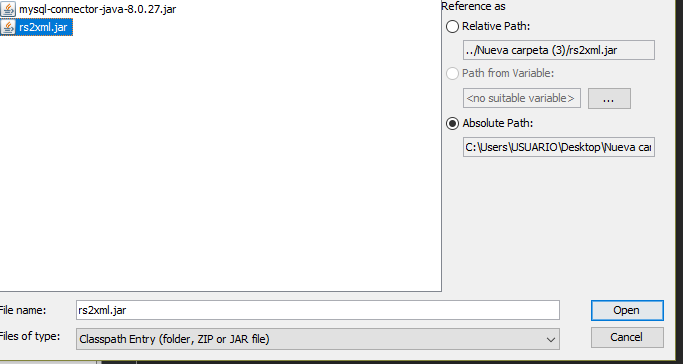 mysql-connector-java-8.0.27.jar
rs2xml.jar
Reference as
Relative Path:
../Nueva carpeta (3)/rs2xml.jar
Path from Variable:
<no suitable variable>
...
Absolute Path:
C:\Users\USUARIO\Desktop\Nueva car
File name:
rs2xml.jar
Open
Files of type:
Classpath Entry (folder, ZIP or JAR file)
Cancel